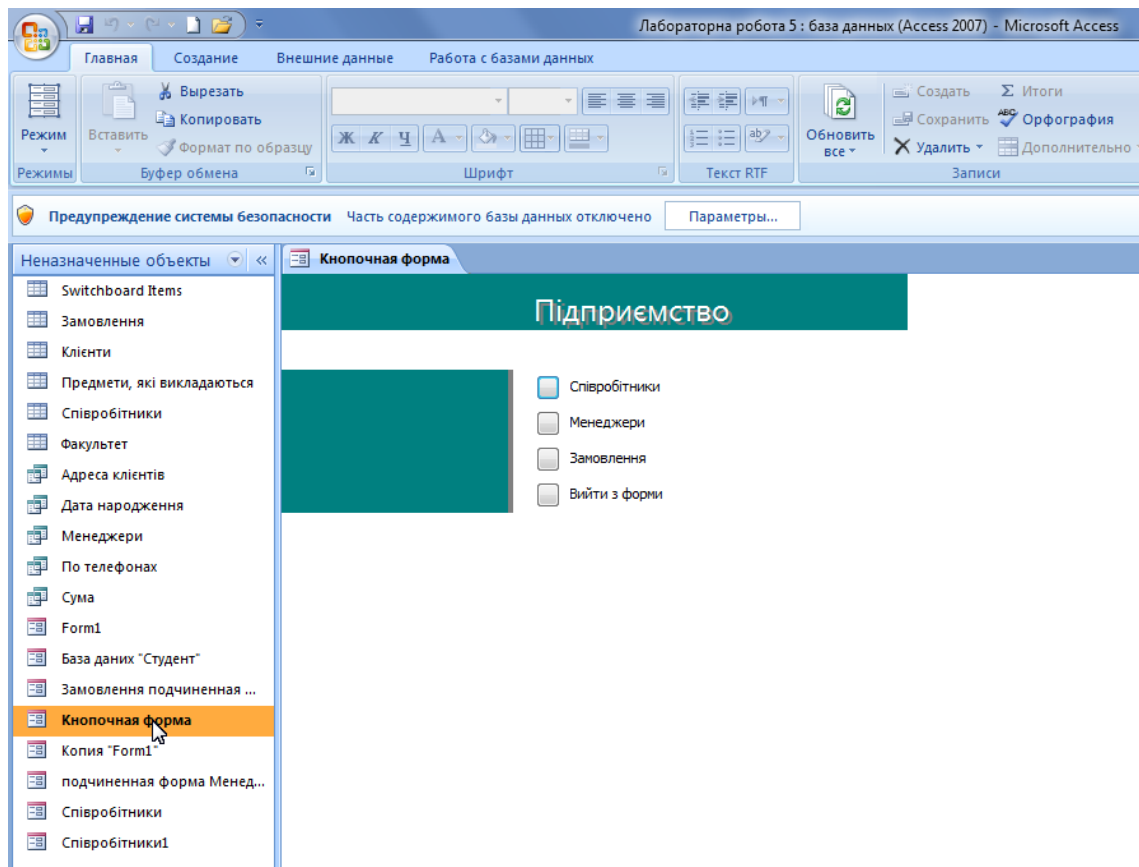 Лабораторна робота 5 : база данных (Access 2007) - Microsoft Access
Главная Создание Внешние данные Работа с базами данных
Режим
Вставить
Вырезать
Копировать
Формат по образцу
Ж К Ч А
ab
Обновить все
Создать Σ Итоги
Сохранить ABC Орфография
Удалить Дополнительно
Режимы Буфер обмена Шрифт Текст RTF Записи
Предупреждение системы безопасности Часть содержимого базы данных отключено Параметры...
Неназначенные объекты «
Кнопочная форма
Switchboard Items
Замовлення
Клієнти
Предмети, які викладаються
Співробітники
Факультет
Адреса клієнтів
Дата народження
Менеджери
По телефонах
Сума
Form1
База даних "Студент"
Замовлення подчиненная ...
Кнопочная форма
Копия "Form1"
подчиненная форма Менед...
Співробітники
Співробітники1
Підприємство
Співробітники
Менеджери
Замовлення
Вийти з форми